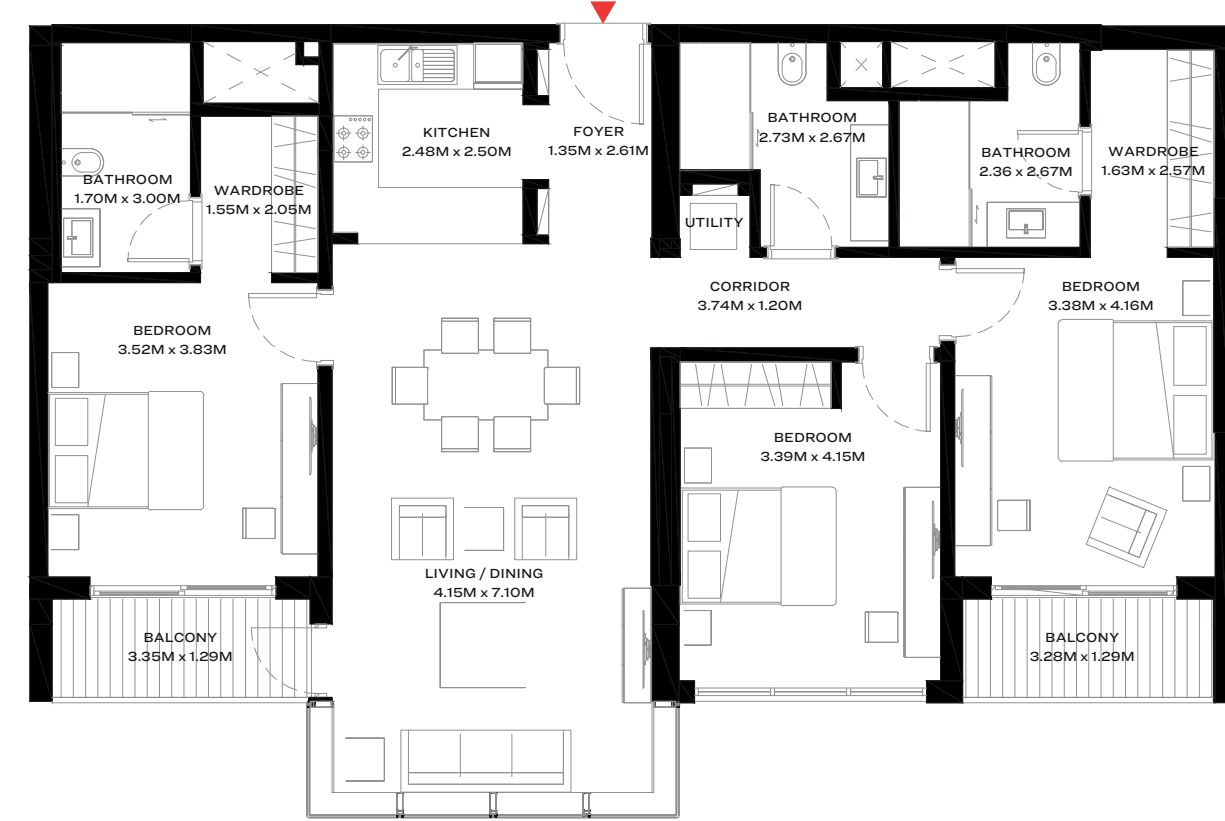 KITCHEN
2.48M x 2.50M
FOYER
1.35M x 2.61M
BATHROOM
2.73M x 2.67M
BATHROOM
2.36 x 2.67M
WARDROBE
1.63M x 2.57M
BATHROOM
1.70M x 3.00M
WARDROBE
1.55M x 2.05M
UTILITY
CORRIDOR
3.74M x 1.20M
BEDROOM
3.38M x 4.16M
BEDROOM
3.52M x 3.83M
BEDROOM
3.39M x 4.15M
LIVING / DINING
4.15M x 7.10M
BALCONY
3.35M x 1.29M
BALCONY
3.28M x 1.29M